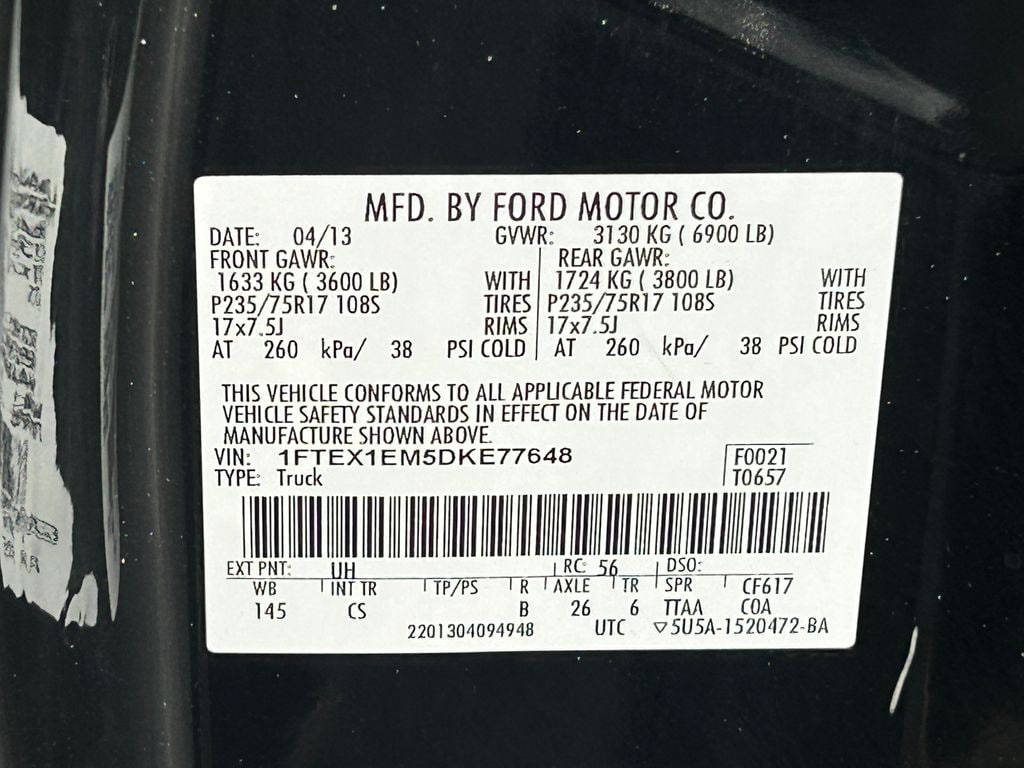 MFD. BY FORD MOTOR CO.
DATE: 04/13 GVWR: 3130 KG ( 6900 LB)
FRONT GAWR: REAR GAWR:
1633 KG ( 3600 LB) WITH 1724 KG ( 3800 LB) WITH
P235/75R17 108S TIRES P235/75R17 108S TIRES
17x7.5J RIMS 17x7.5J RIMS
AT 260 kPa/ 38 PSI COLD AT 260 kPa/ 38 PSI COLD
THIS VEHICLE CONFORMS TO ALL APPLICABLE FEDERAL MOTOR
VEHICLE SAFETY STANDARDS IN EFFECT ON THE DATE OF
MANUFACTURE SHOWN ABOVE.
VIN: 1FTEX1EM5DKE77648 F0021
TYPE: Truck T0657
EXT PNT: UH RC: 56 DSO:
WB INT TR TP/PS R AXLE TR SPR CF617
145 CS B 26 6 TTAA COA
2201304094948 UTC ▽5U5A-1520472-BA